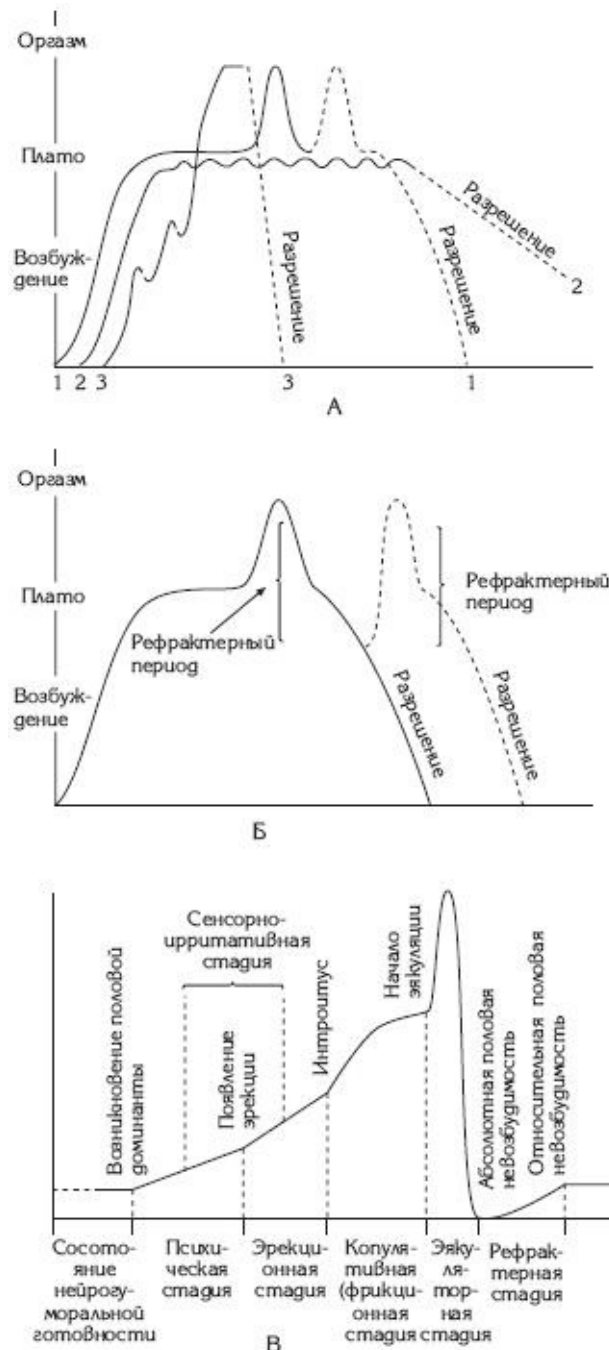 Оргазм
Плато
Возбуж-
дение
Разрешение
Разрешение
Разрешение
2
1 2 3
3
1
А
Оргазм
Плато
Возбуж-
дение
Рефрактерный
период
Рефрактерный
период
Разрешение
Разрешение
Б
Возникновение половой
доминанты
Сенсорно-
ирритативная
стадия
Появление
эрекции
Интроитус
Начало
эякуляции
Абсолютная половая
невозбудимость
Относительная половая
невозбудимость
Состо-
яние
нейрогу-
моральной
готовности
Психи-
ческая
стадия
Эрекци-
онная
стадия
Копуля-
тивная
(фрикци-
онная
стадия
Эяку-
ля-
тор-
ная
стадия
Рефрак-
терная
стадия
В